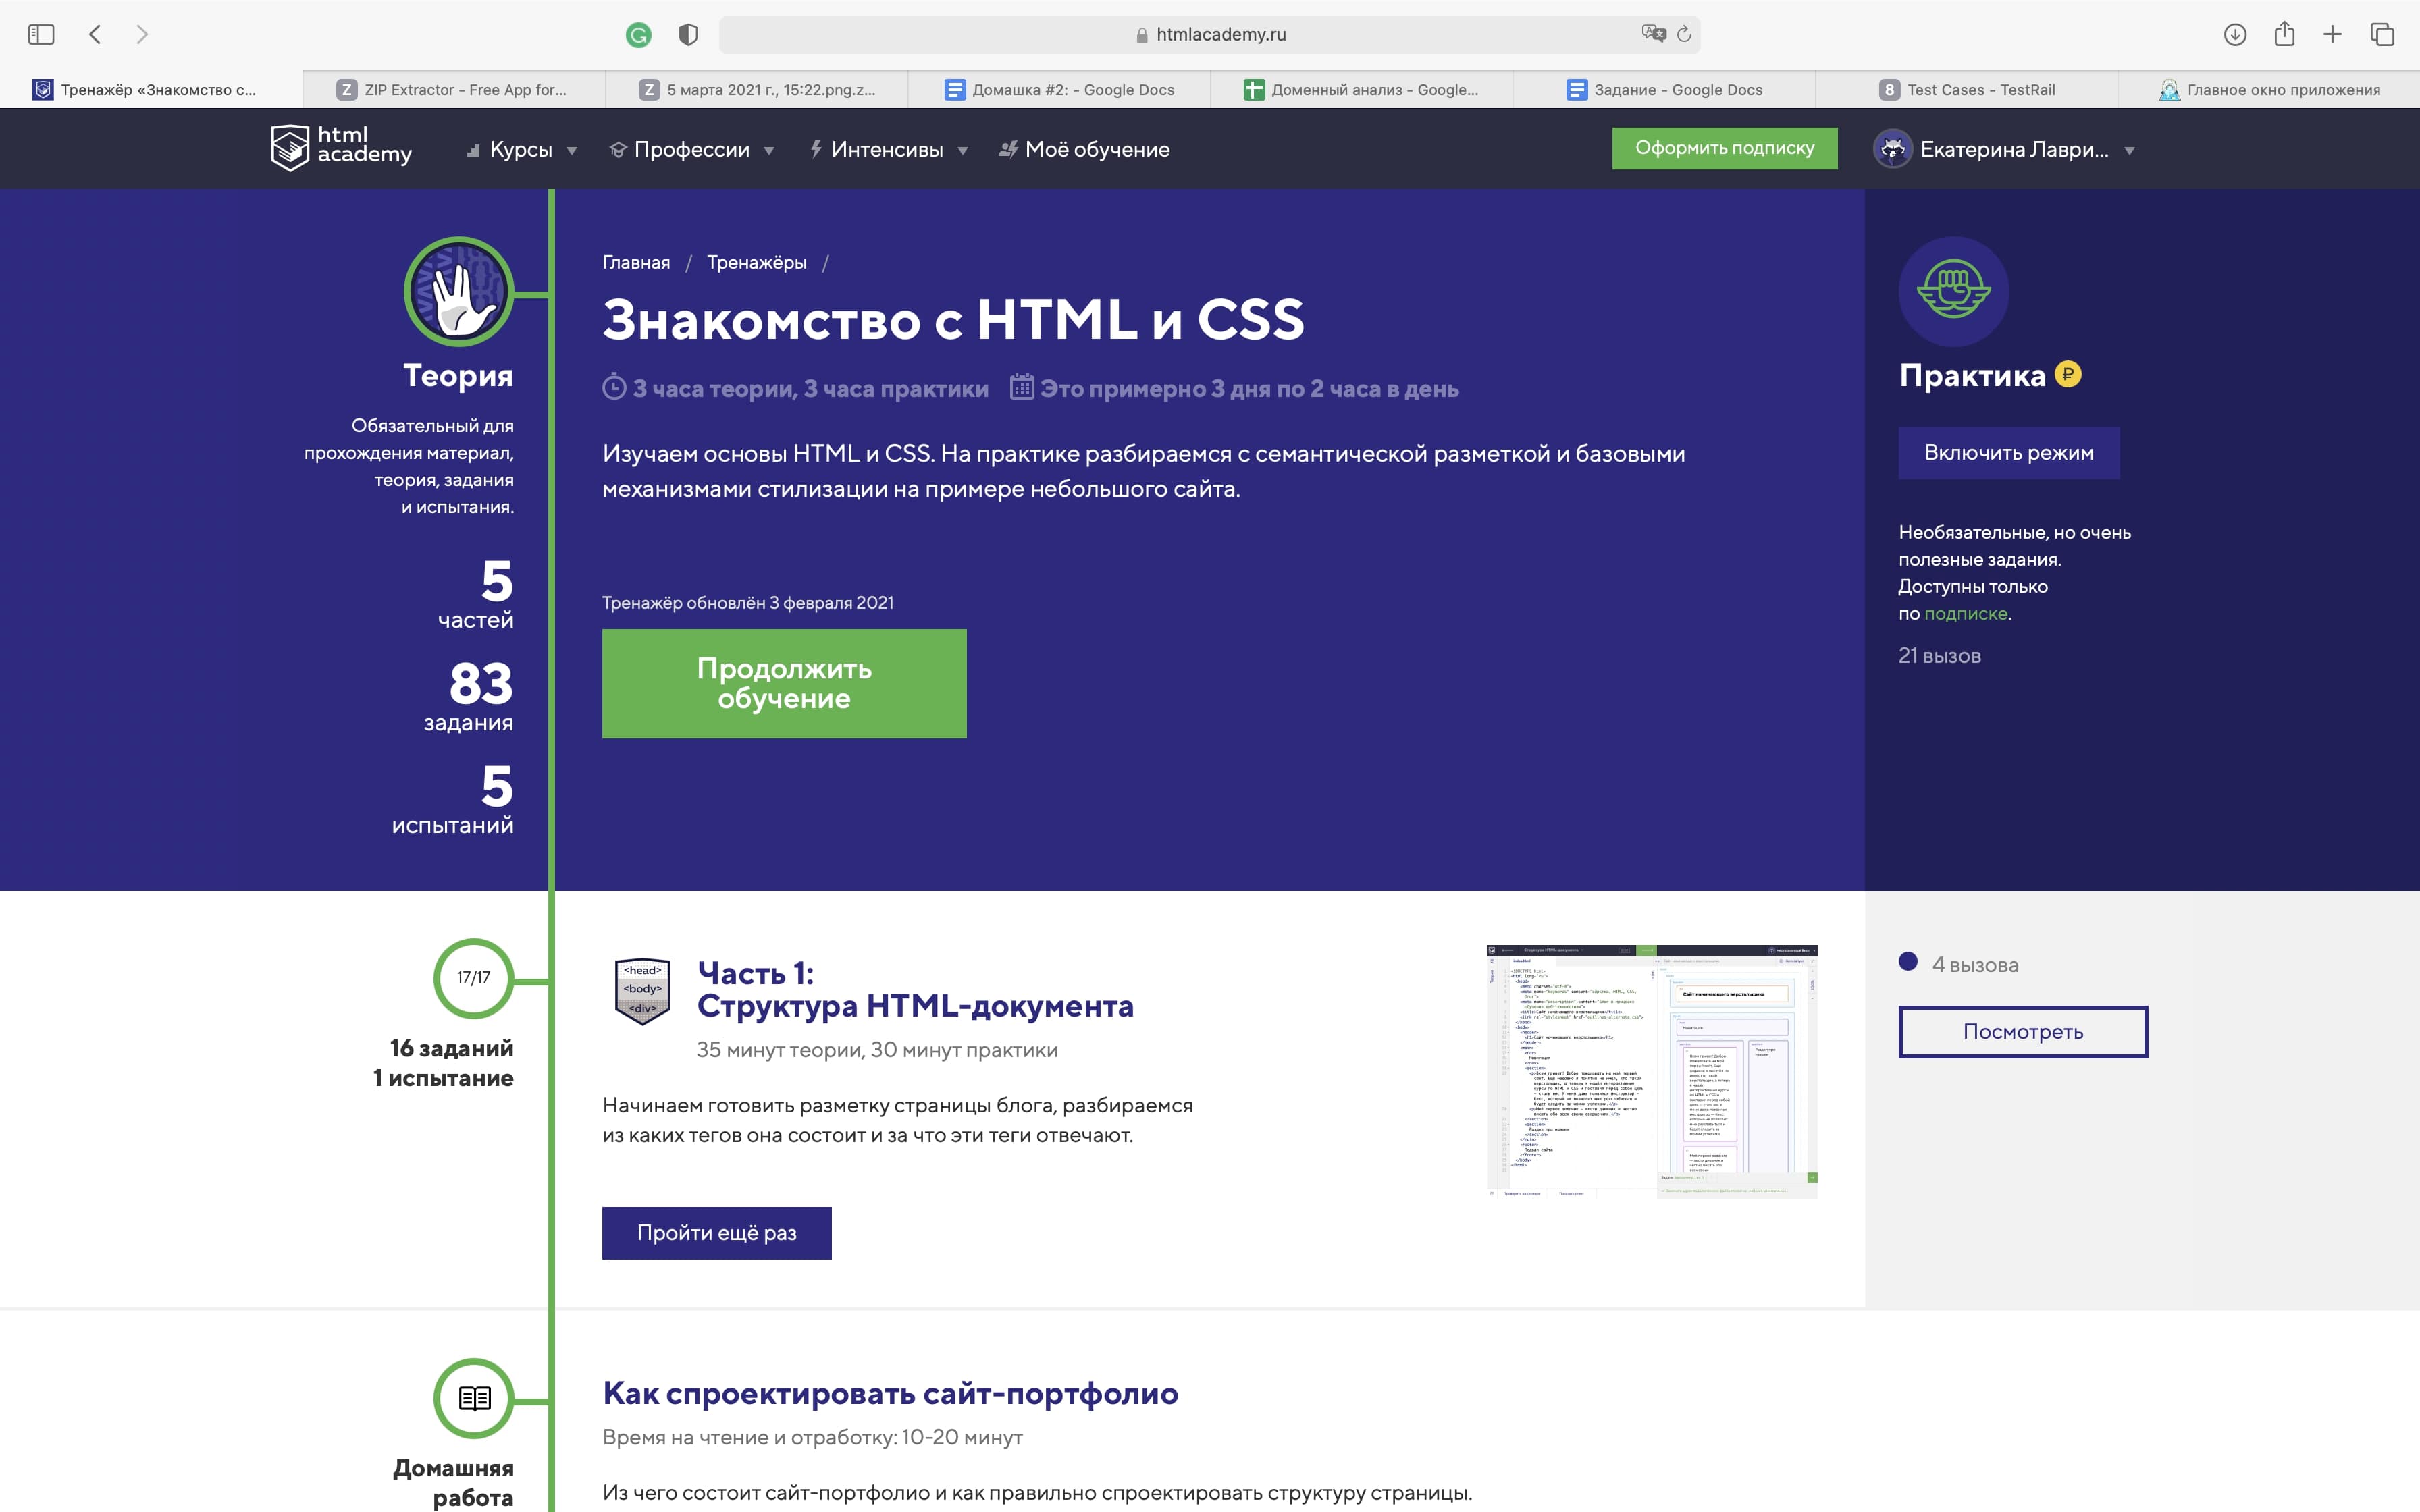 htmlacademy.ru
Тренажёр «Знакомство с...
ZIP Extractor - Free App for...
5 марта 2021 г., 15:22.png.z...
Домашка #2: - Google Docs
Доменный анализ - Google...
Задание - Google Docs
Test Cases - TestRail
Главное окно приложения
html
academy
Курсы
Профессии
Интенсивы
Моё обучение
Оформить подписку
Екатерина Лаври...
Теория
Обязательный для
прохождения материал,
теория, задания
и испытания.
5
частей
83
задания
5
испытаний
Главная / Тренажёры /
Знакомство с HTML и CSS
3 часа теории, 3 часа практики Это примерно 3 дня по 2 часа в день
Изучаем основы HTML и CSS. На практике разбираемся с семантической разметкой и базовыми
механизмами стилизации на примере небольшого сайта.
Тренажёр обновлён 3 февраля 2021
Продолжить
обучение
Практика ₽
Включить режим
Необязательные, но очень
полезные задания.
Доступны только
по подписке.
21 вызов
17/17
16 заданий
1 испытание
<head>
<body>
<div>
Часть 1:
Структура HTML-документа
35 минут теории, 30 минут практики
Начинаем готовить разметку страницы блога, разбираемся
из каких тегов она состоит и за что эти теги отвечают.
Пройти ещё раз
Сайт начинающего верстальщика
4 вызова
Посмотреть
Домашняя
работа
Как спроектировать сайт-портфолио
Время на чтение и отработку: 10-20 минут
Из чего состоит сайт-портфолио и как правильно спроектировать структуру страницы.